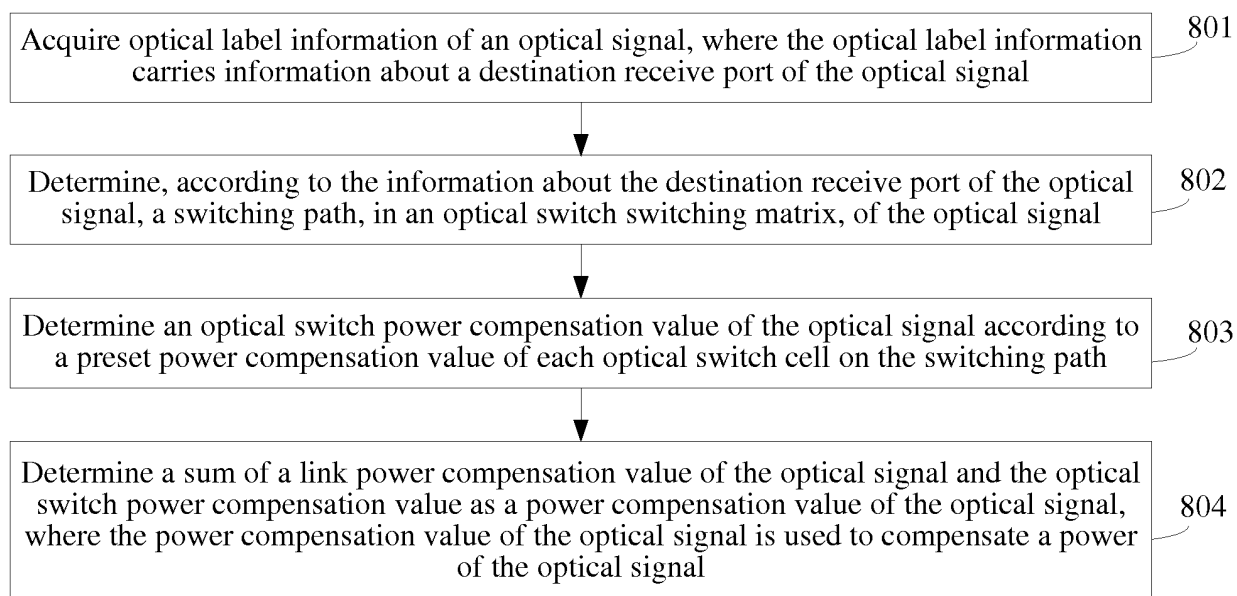 Acquire optical label information of an optical signal, where the optical label information
carries information about a destination receive port of the optical signal
801
Determine, according to the information about the destination receive port of the optical
signal, a switching path, in an optical switch switching matrix, of the optical signal
802
Determine an optical switch power compensation value of the optical signal according to
a preset power compensation value of each optical switch cell on the switching path
803
Determine a sum of a link power compensation value of the optical signal and the optical
switch power compensation value as a power compensation value of the optical signal,
where the power compensation value of the optical signal is used to compensate a power
of the optical signal
804